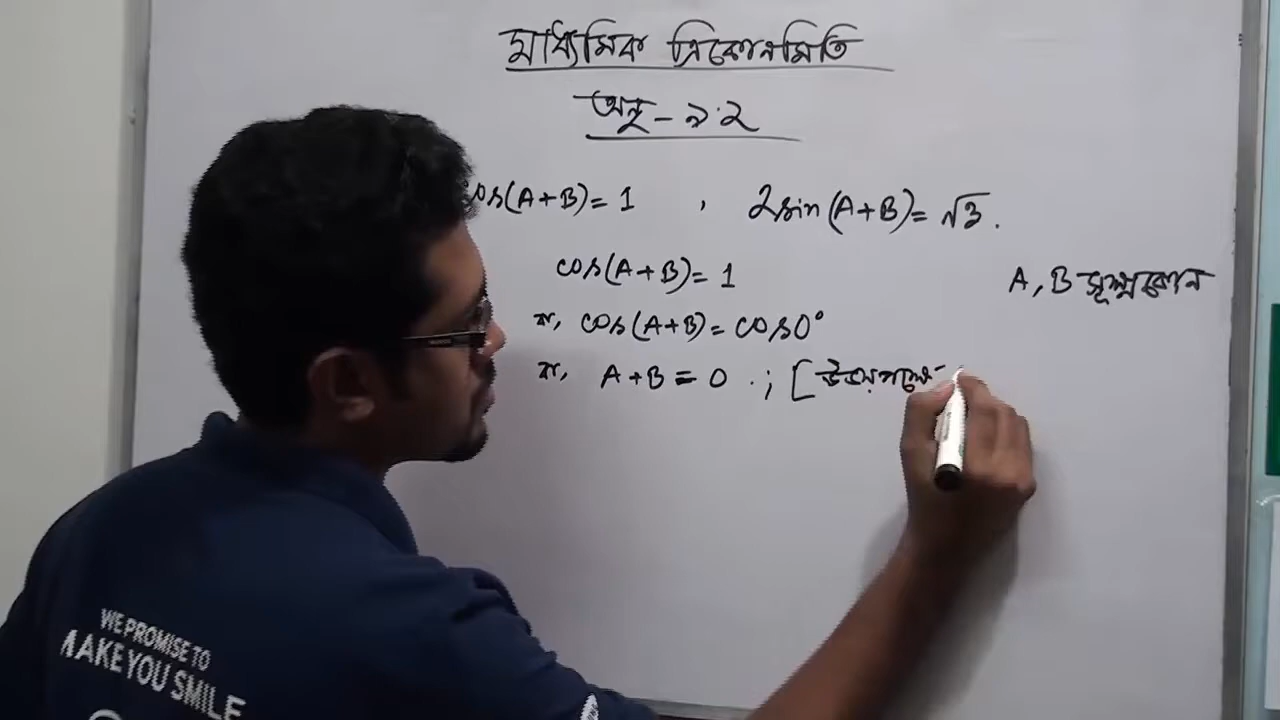 মাধ্যমিক ত্রিকোনমিতি
অনু - ৯.২
cos(A+B)= 1 , 2sin(A+B)= √3.
cos(A+B)= 1
A, B সূক্ষ্মকোন
বা, cos(A+B)= cos0°
বা, A+B = 0 . ; [উভয়পক্ষে
WE PROMISE TO
MAKE YOU SMILE